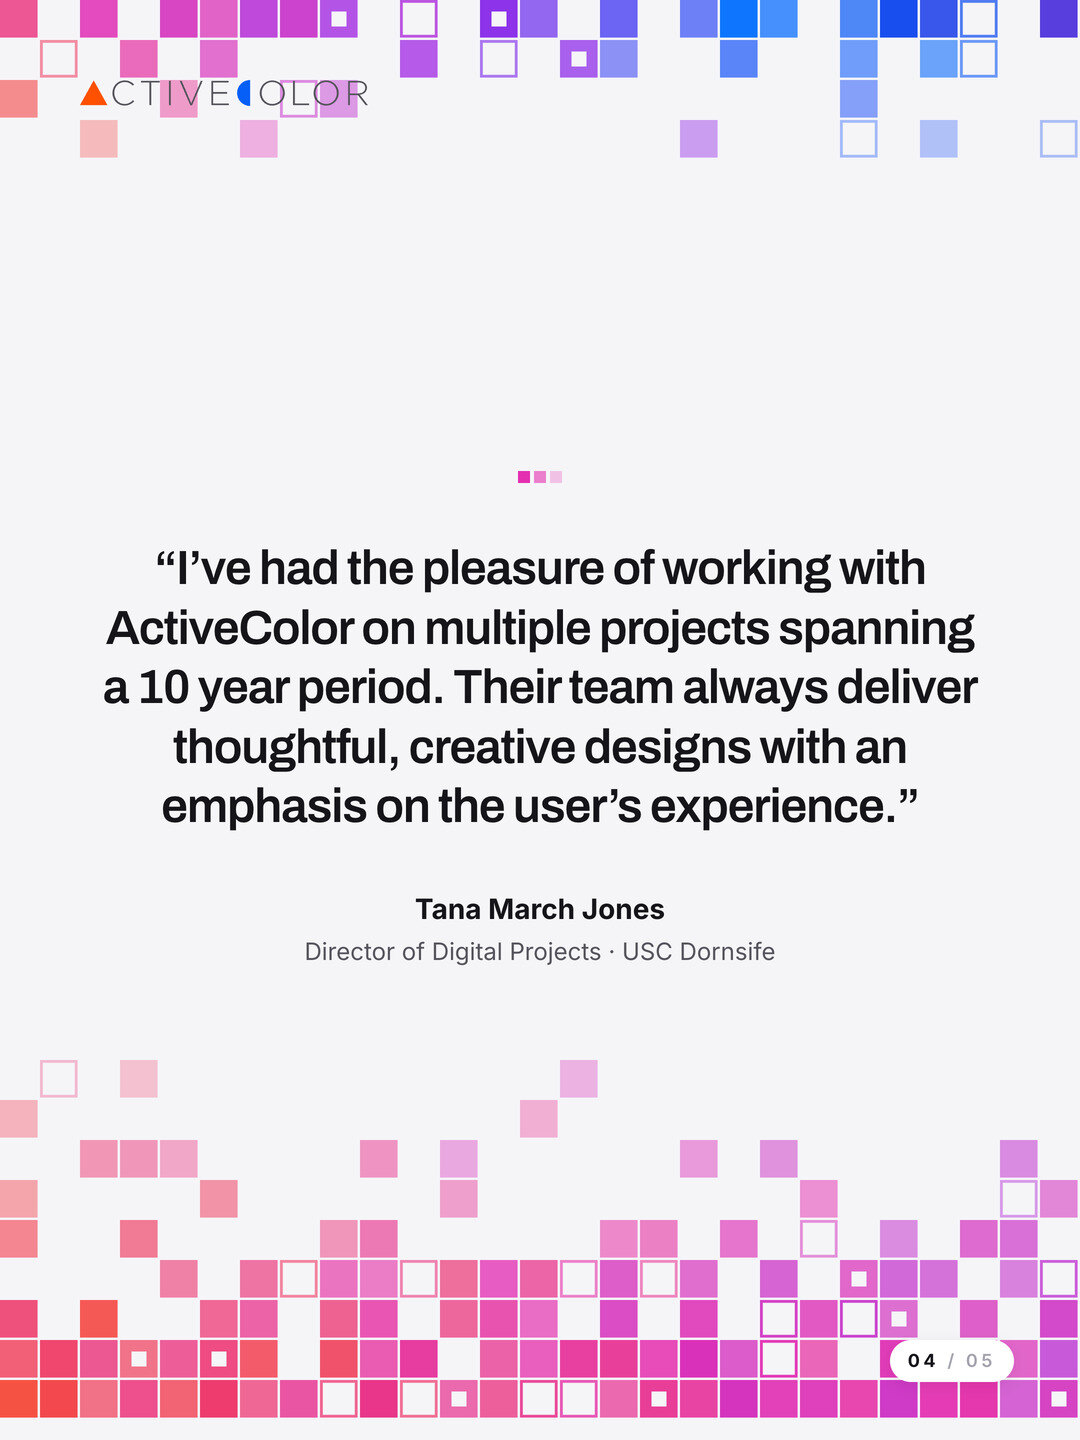 ACTIVECOLOR
“I’ve had the pleasure of working with
ActiveColor on multiple projects spanning
a 10 year period. Their team always deliver
thoughtful, creative designs with an
emphasis on the user’s experience.”
Tana March Jones
Director of Digital Projects · USC Dornsife
04 / 05